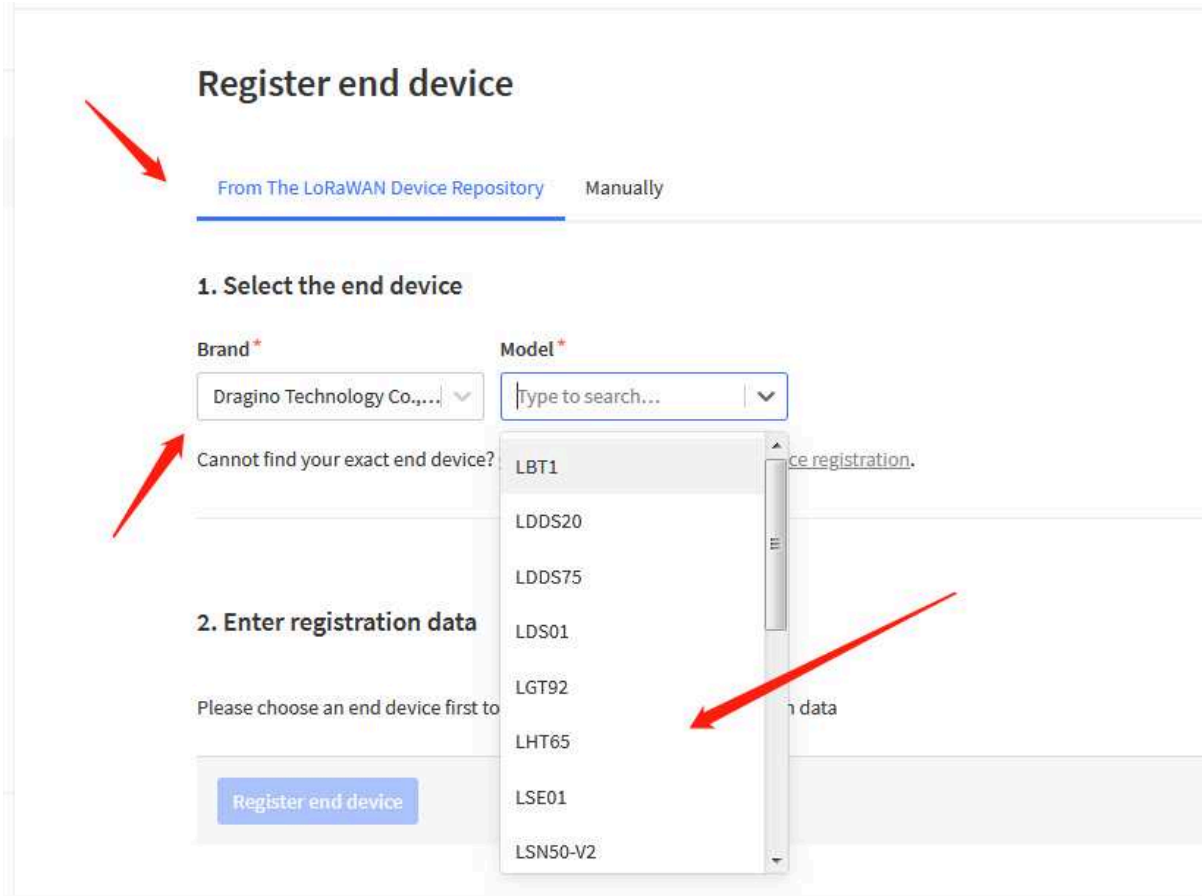 Register end device
From The LoRaWAN Device Repository Manually
1. Select the end device
Brand* Model*
Dragino Technology Co.,... Type to search...
Cannot find your exact end device? ce registration.
LBT1
LDDS20
LDDS75
LDS01
2. Enter registration data
LGT92
Please choose an end device first to n data
LHT65
LSE01
Register end device
LSN50-V2